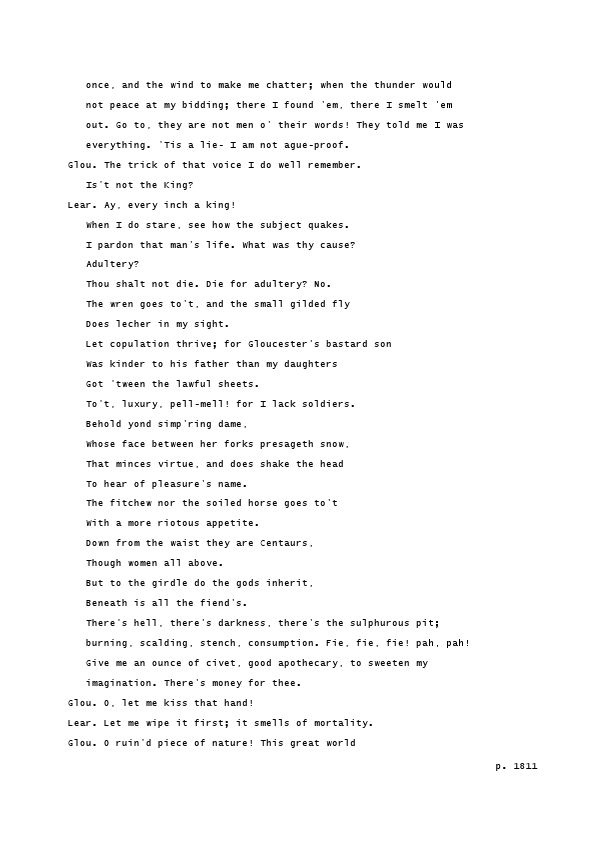 once, and the wind to make me chatter; when the thunder would
not peace at my bidding; there I found 'em, there I smelt 'em
out. Go to, they are not men o' their words! They told me I was
everything. 'Tis a lie- I am not ague-proof.
Glou. The trick of that voice I do well remember.
Is't not the King?
Lear. Ay, every inch a king!
When I do stare, see how the subject quakes.
I pardon that man's life. What was thy cause?
Adultery?
Thou shalt not die. Die for adultery? No.
The wren goes to't, and the small gilded fly
Does lecher in my sight.
Let copulation thrive; for Gloucester's bastard son
Was kinder to his father than my daughters
Got 'tween the lawful sheets.
To't, luxury, pell-mell! for I lack soldiers.
Behold yond simp'ring dame,
Whose face between her forks presageth snow,
That minces virtue, and does shake the head
To hear of pleasure's name.
The fitchew nor the soiled horse goes to't
With a more riotous appetite.
Down from the waist they are Centaurs,
Though women all above.
But to the girdle do the gods inherit,
Beneath is all the fiend's.
There's hell, there's darkness, there's the sulphurous pit;
burning, scalding, stench, consumption. Fie, fie, fie! pah, pah!
Give me an ounce of civet, good apothecary, to sweeten my
imagination. There's money for thee.
Glou. O, let me kiss that hand!
Lear. Let me wipe it first; it smells of mortality.
Glou. O ruin'd piece of nature! This great world
p. 1811